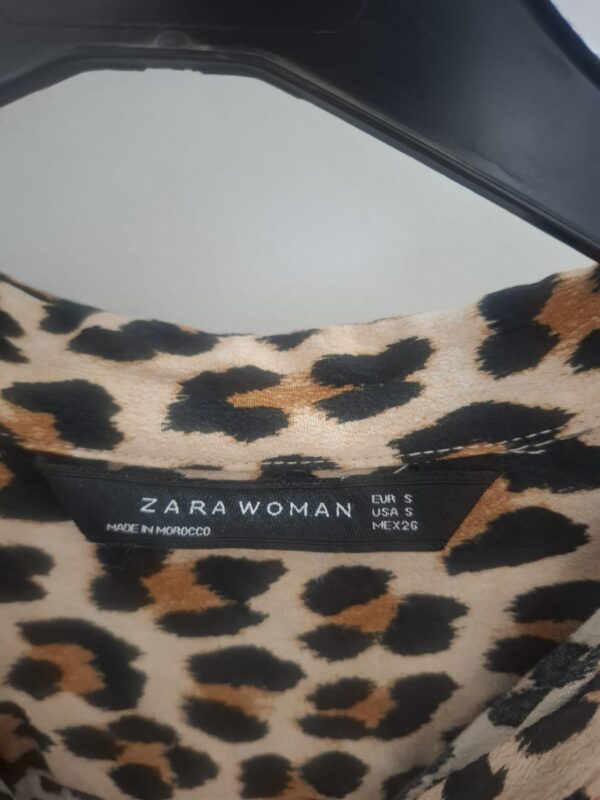 ZARA WOMAN
MADE IN MOROCCO
EUR S
USA S
MEX 26